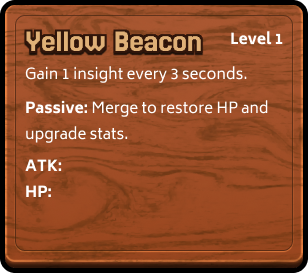 Yellow Beacon Level 1
Gain 1 insight every 3 seconds.
Passive: Merge to restore HP and
upgrade stats.
ATK:
HP: